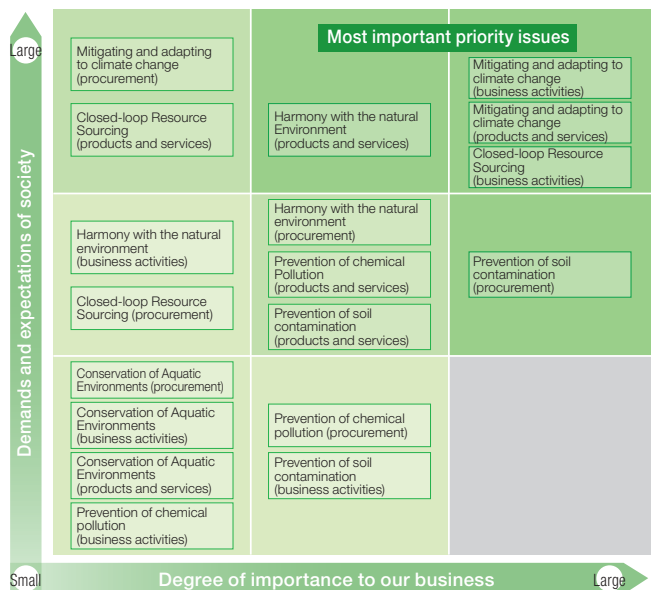 Large
Demands and expectations of society
Most important priority issues
Mitigating and adapting
to climate change
(procurement)
Closed-loop Resource
Sourcing
(products and services)
Harmony with the natural
Environment
(products and services)
Mitigating and adapting to
climate change
(business activities)
Mitigating and adapting to
climate change
(products and services)
Closed-loop Resource
Sourcing
(business activities)
Harmony with the natural
environment
(business activities)
Closed-loop Resource
Sourcing (procurement)
Harmony with the natural
environment
(procurement)
Prevention of chemical
Pollution
(products and services)
Prevention of soil
contamination
(products and services)
Prevention of soil
contamination
(procurement)
Conservation of Aquatic
Environments (procurement)
Conservation of Aquatic
Environments
(business activities)
Conservation of Aquatic
Environments
(products and services)
Prevention of chemical
pollution
(business activities)
Prevention of chemical
pollution (procurement)
Prevention of soil
contamination
(business activities)
Small
Degree of importance to our business
Large